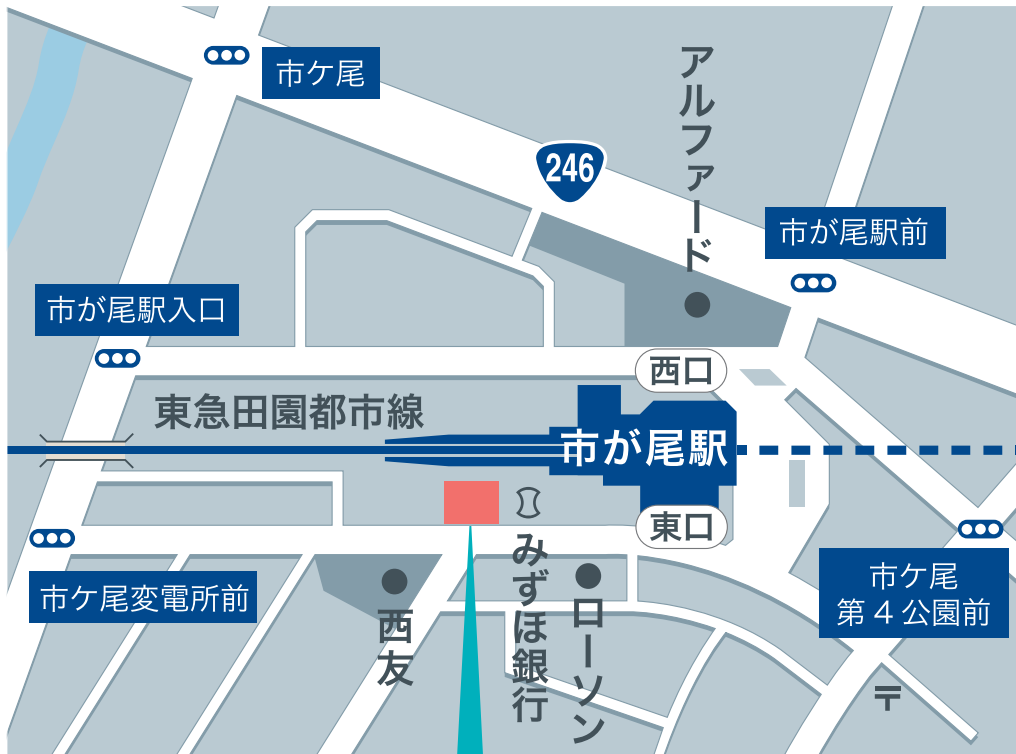 市ケ尾
アルファード
246
市が尾駅前
市が尾駅入口
西口
東急田園都市線
市が尾駅
東口
みずほ銀行
ローソン
西友
市ケ尾変電所前
市ケ尾
第4公園前
〒